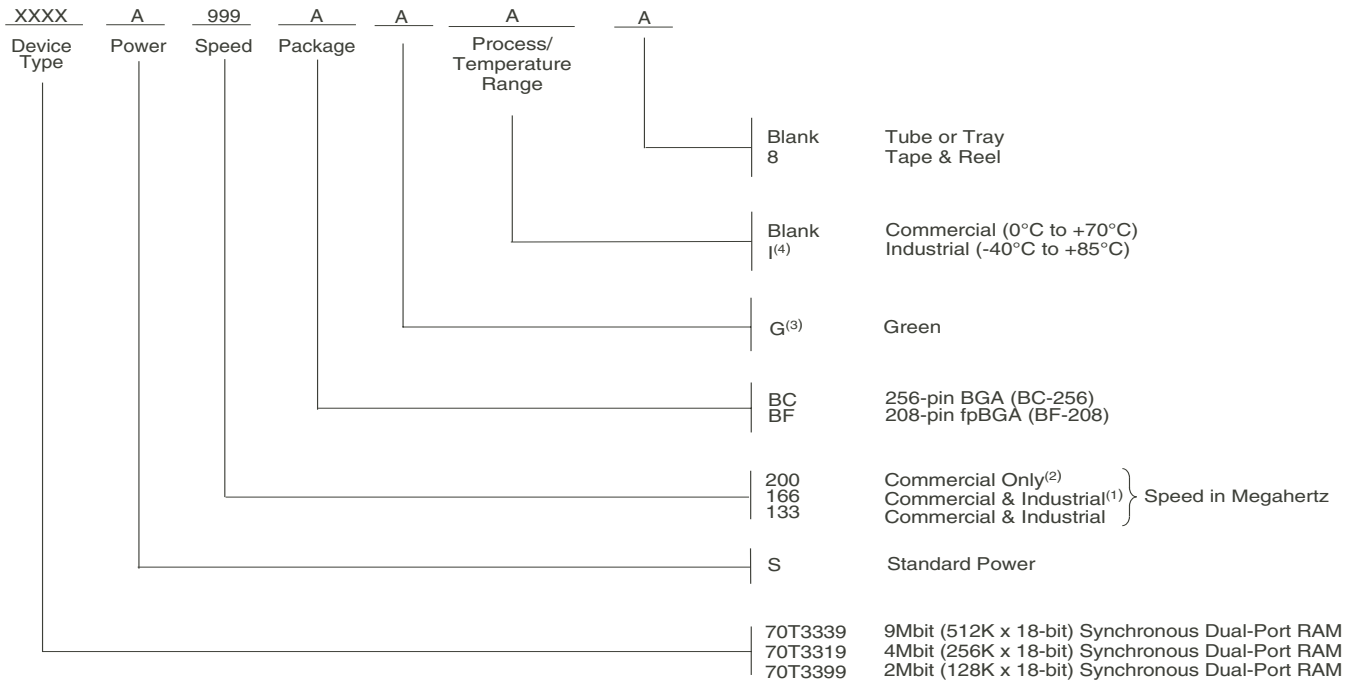 XXXX A 999 A A A A
Device Type Power Speed Package Process/ Temperature Range
Blank Tube or Tray
8 Tape & Reel
Blank Commercial (0°C to +70°C)
I(4) Industrial (-40°C to +85°C)
G(3) Green
BC 256-pin BGA (BC-256)
BF 208-pin fpBGA (BF-208)
200 Commercial Only(2)
166 Commercial & Industrial(1) Speed in Megahertz
133 Commercial & Industrial
S Standard Power
70T3339 9Mbit (512K x 18-bit) Synchronous Dual-Port RAM
70T3319 4Mbit (256K x 18-bit) Synchronous Dual-Port RAM
70T3399 2Mbit (128K x 18-bit) Synchronous Dual-Port RAM